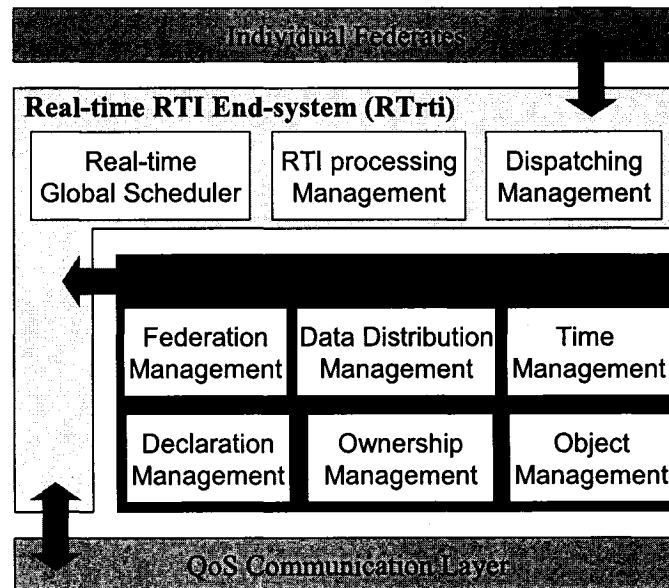 Individual Federates
Real-time RTI End-system (RTrti)
Real-time
Global Scheduler
RTI processing
Management
Dispatching
Management
Federation
Management
Data Distribution
Management
Time
Management
Declaration
Management
Ownership
Management
Object
Management
QoS Communication Layer